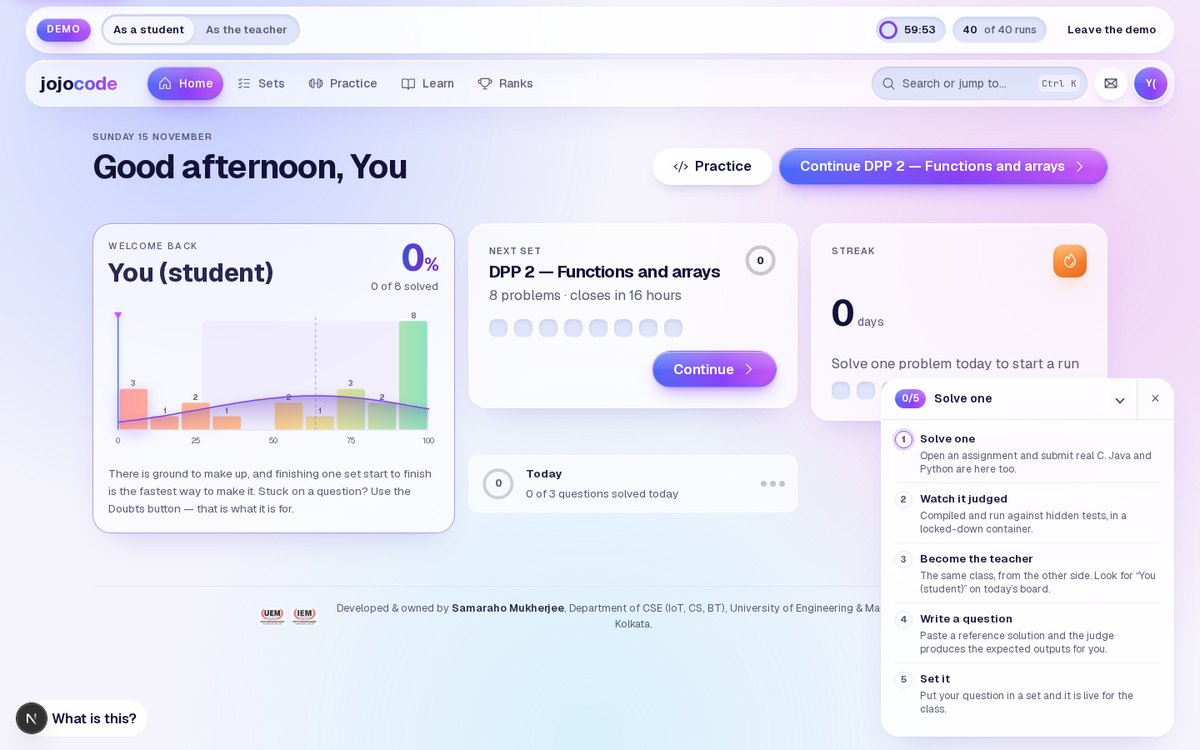 DEMO
As a student
As the teacher
59:53
40 of 40 runs
Leave the demo
jojocode
Home
Sets
Practice
Learn
Ranks
Search or jump to...
Ctrl K
Y(
SUNDAY 15 NOVEMBER
Good afternoon, You
Practice
Continue DPP 2 — Functions and arrays
WELCOME BACK
You (student)
0%
0 of 8 solved
8
3
1
2
1
2
1
3
2
0
25
50
75
100
There is ground to make up, and finishing one set start to finish
is the fastest way to make it. Stuck on a question? Use the
Doubts button — that is what it is for.
NEXT SET
DPP 2 — Functions and arrays
0
8 problems · closes in 16 hours
Continue
0
Today
0 of 3 questions solved today
STREAK
0 days
Solve one problem today to start a run
0/5
Solve one
1
Solve one
Open an assignment and submit real C. Java and
Python are here too.
2
Watch it judged
Compiled and run against hidden tests, in a
locked-down container.
3
Become the teacher
The same class, from the other side. Look for “You
(student)” on today's board.
4
Write a question
Paste a reference solution and the judge
produces the expected outputs for you.
5
Set it
Put your question in a set and it is live for the
class.
UEM
IEM
Developed & owned by Samaraho Mukherjee, Department of CSE (IoT, CS, BT), University of Engineering & Ma
Kolkata.
N
What is this?